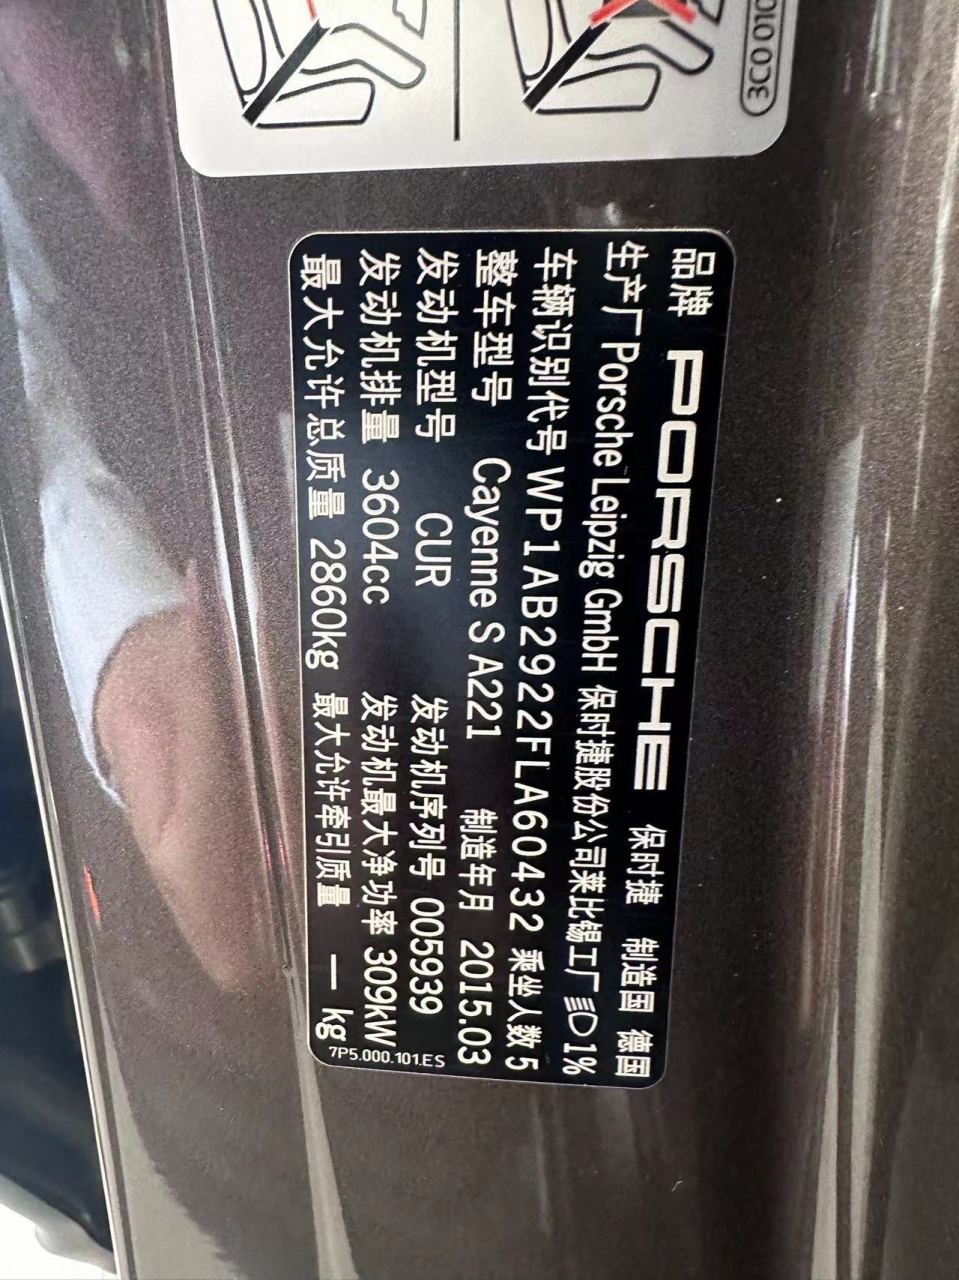 3C0 010
品牌 PORSCHE 保时捷 制造国 德国
生产厂 Porsche Leipzig GmbH 保时捷股份公司莱比锡工厂 1%
车辆识别代号 WP1AB2922FLA60432 乘坐人数 5
整车型号 Cayenne S A221 制造年月 2015.03
发动机型号 CUR 发动机序列号 005939
发动机排量 3604cc 发动机最大净功率 309kW
最大允许总质量 2860kg 最大允许牵引质量 — kg
7P5.000.101.ES